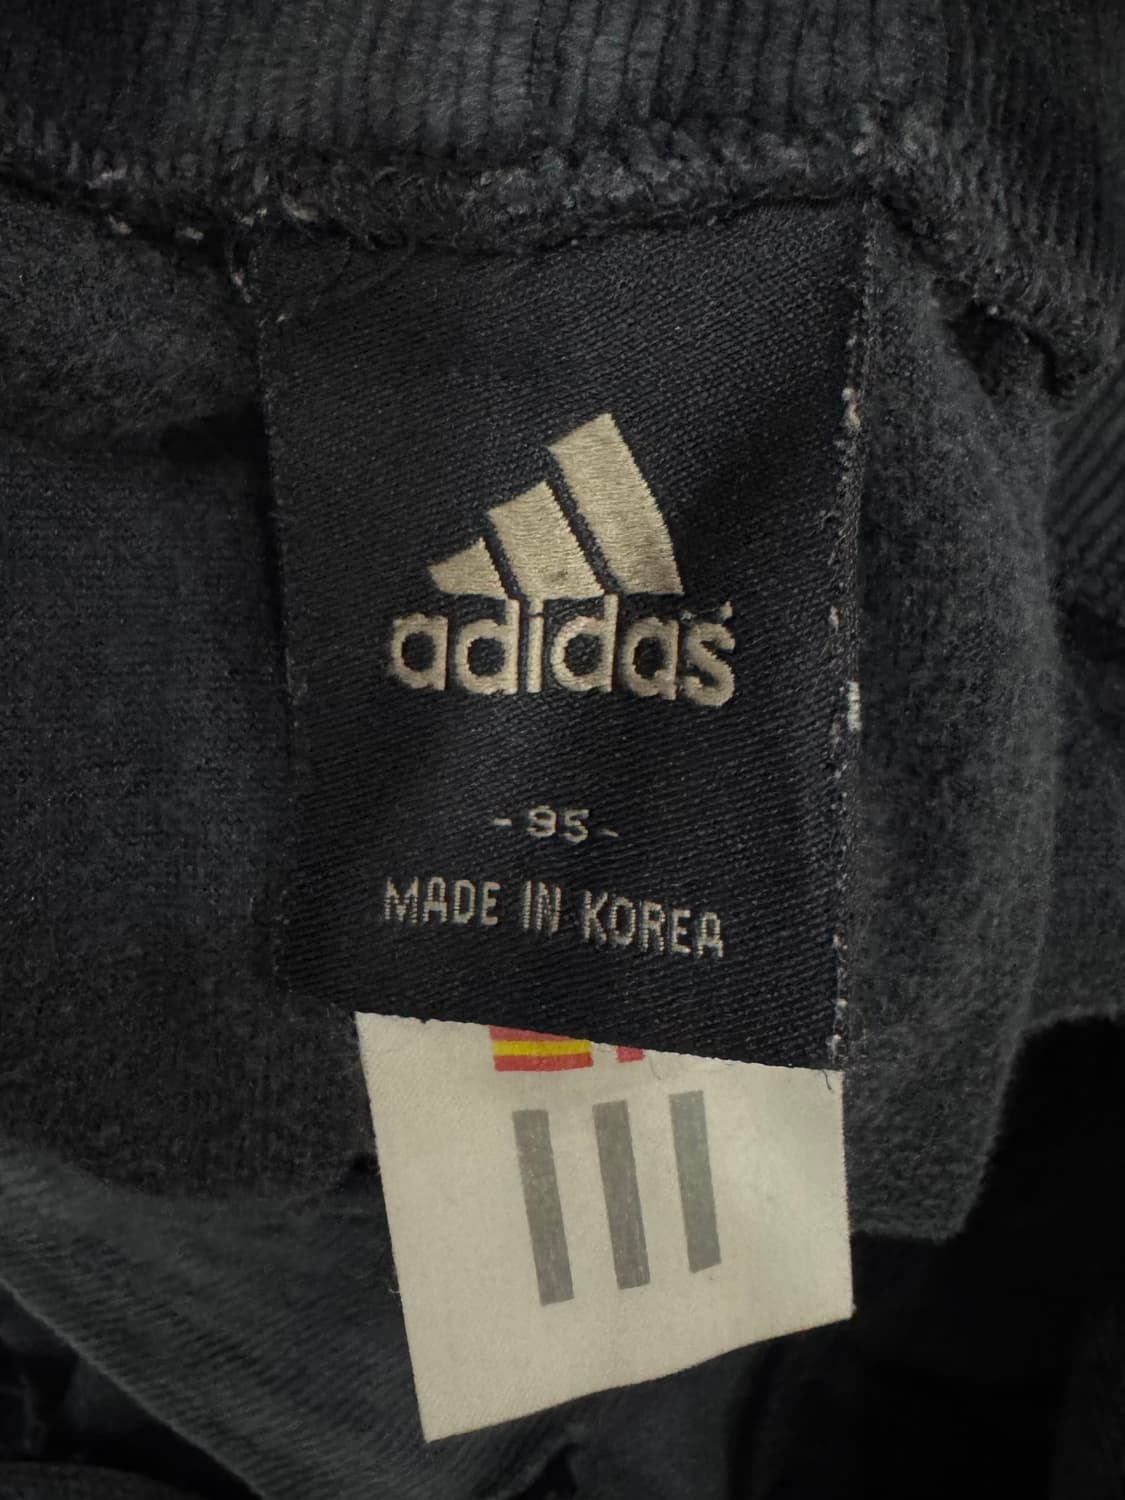 adidas
-95-
MADE IN KOREA